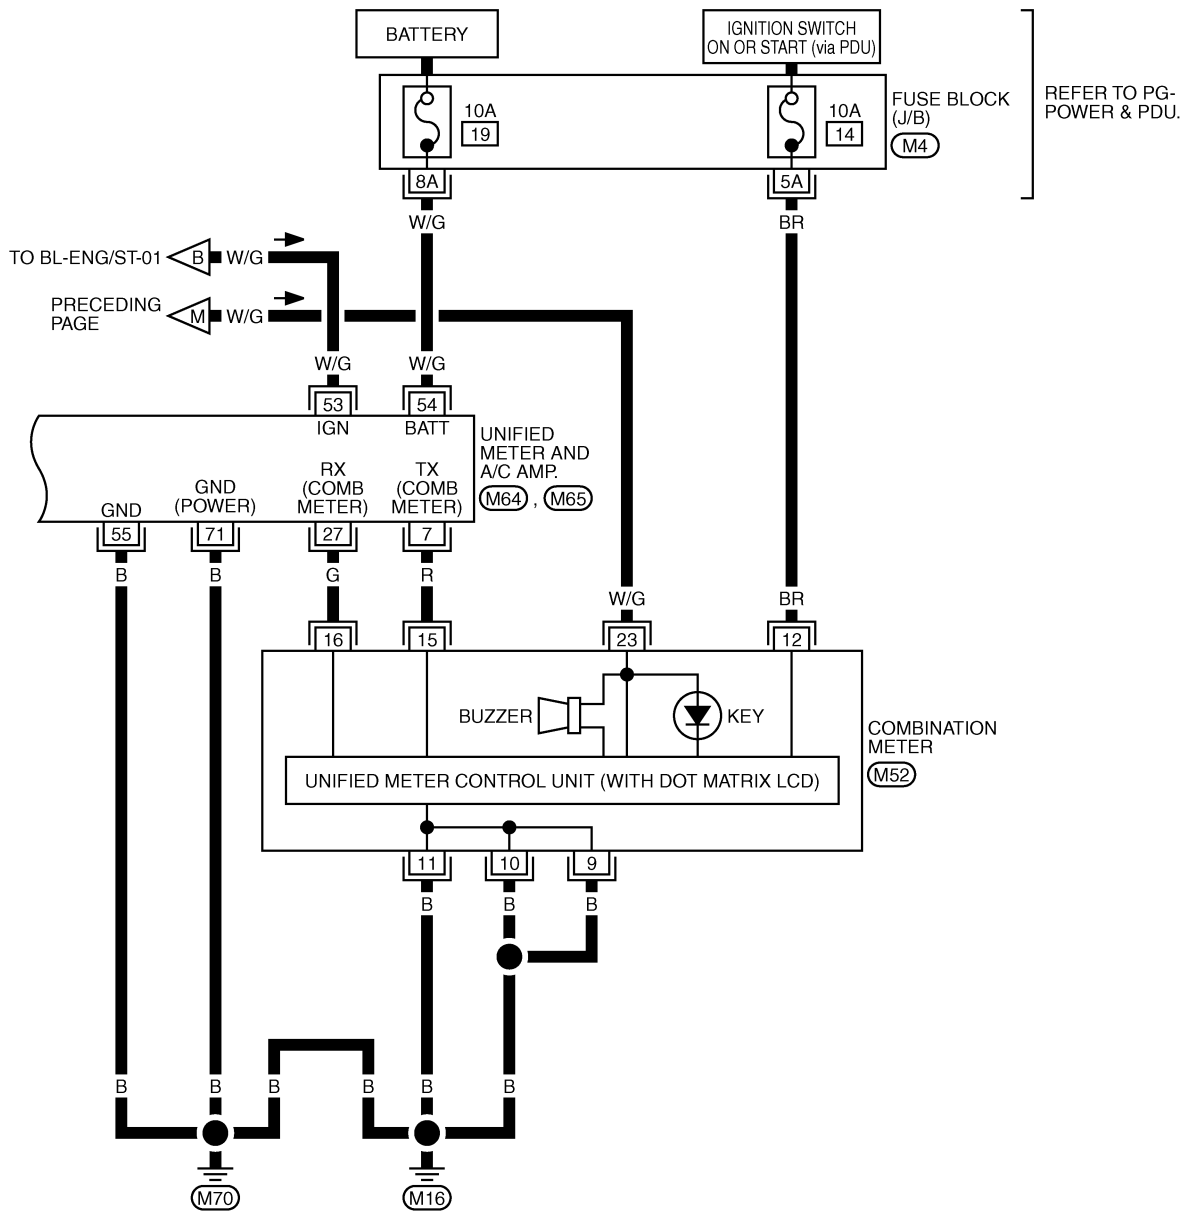 BATTERY
IGNITION SWITCH
ON OR START (via PDU)
10A
19
10A
14
FUSE BLOCK
(J/B)
M4
REFER TO PG-
POWER & PDU.
8A
5A
W/G
BR
TO BL-ENG/ST-01
B
W/G
PRECEDING
PAGE
M
W/G
W/G
W/G
53
54
IGN
BATT
UNIFIED
METER AND
A/C AMP.
M64 , M65
GND
GND
(POWER)
RX
(COMB
METER)
TX
(COMB
METER)
55
71
27
7
B
B
G
R
W/G
BR
16
15
23
12
BUZZER
KEY
COMBINATION
METER
M52
UNIFIED METER CONTROL UNIT (WITH DOT MATRIX LCD)
11
10
9
B
B
B
B
B
B
B
B
B
M70
M16